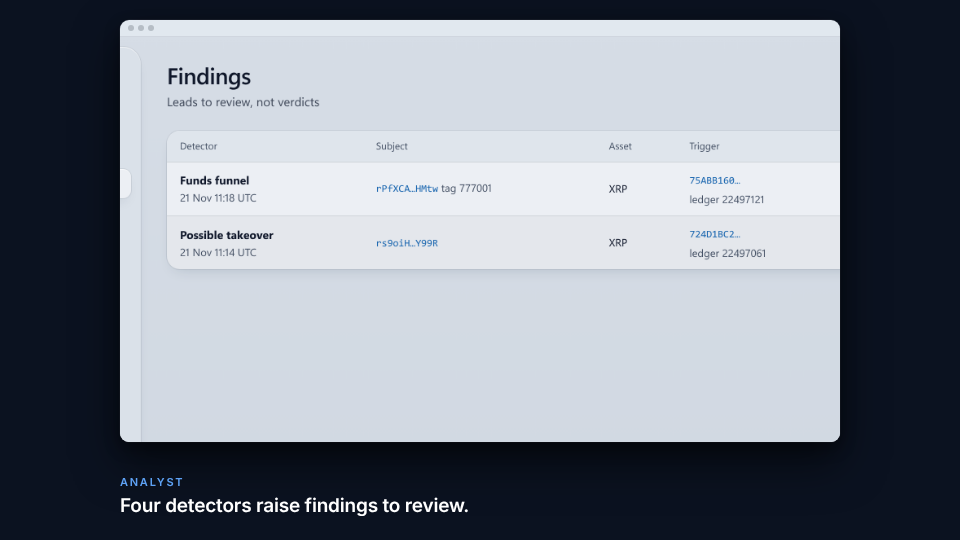 Findings
Leads to review, not verdicts
Detector Subject Asset Trigger
Funds funnel
21 Nov 11:18 UTC
rPfXCA…HMtw tag 777001
XRP
75ABB160…
ledger 22497121
Possible takeover
21 Nov 11:14 UTC
rs9oiH…Y99R
XRP
724D1BC2…
ledger 22497061
ANALYST
Four detectors raise findings to review.